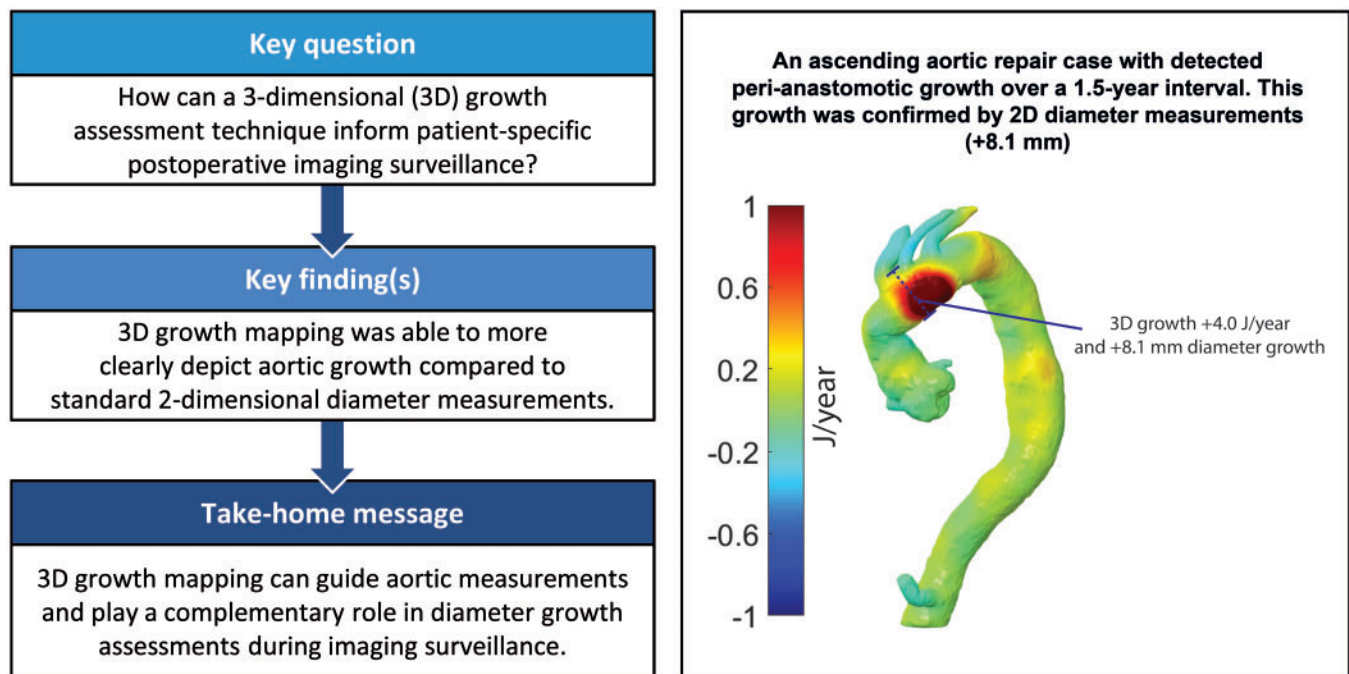 Key question
How can a 3-dimensional (3D) growth
assessment technique inform patient-specific
postoperative imaging surveillance?
Key finding(s)
3D growth mapping was able to more
clearly depict aortic growth compared to
standard 2-dimensional diameter measurements.
Take-home message
3D growth mapping can guide aortic measurements
and play a complementary role in diameter growth
assessments during imaging surveillance.
An ascending aortic repair case with detected
peri-anastomotic growth over a 1.5-year interval. This
growth was confirmed by 2D diameter measurements
(+8.1 mm)
1
0.6
0.2
-0.2
-0.6
-1
J/year
3D growth +4.0 J/year
and +8.1 mm diameter growth